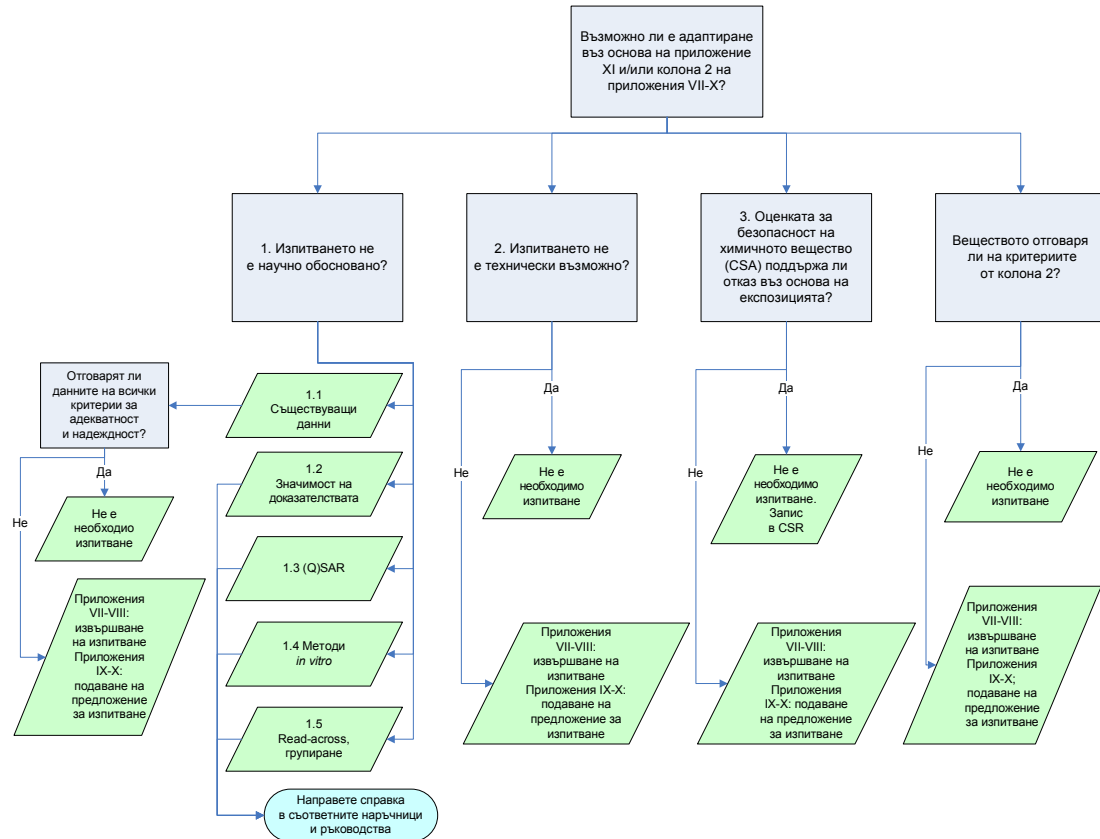 Възможно ли е адаптиране
въз основа на приложение
XI и/или колона 2 на
приложения VII-X?
1. Изпитването не
е научно обосновано?
2. Изпитването не
е технически възможно?
3. Оценката за
безопасност на
химичното вещество
(CSA) поддържа ли
отказ въз основа на
експозицията?
Веществото отговаря
ли на критериите
от колона 2?
Отговарят ли
данните на всички
критерии за
адекватност
и надеждност?
1.1
Съществуващи
данни
Да
Не
Не е
необходио
изпитване
Приложения
VII-VIII:
извършване
на изпитване
Приложения
IX-X:
подаване на
предложение
за изпитване
1.2
Значимост на
доказателствата
1.3 (Q)SAR
1.4 Методи
in vitro
1.5
Read-across,
групиране
Направете справка
в съответните наръчници
и ръководства
Да
Не
Не е
необходимо
изпитване
Приложения
VII-VIII:
извършване на
изпитване
Приложения IX-X:
подаване на
предложение за
изпитване
Да
Не
Не е
необходимо
изпитване.
Запис
в CSR
Приложения
VII-VIII:
извършване на
изпитване
Приложения
IX-X: подаване
на предложение
за изпитване
Да
Не
Не е
необходимо
изпитване
Приложения
VII-VIII:
извършване
на изпитване
Приложения
IX-X;
подаване на
предложение
за изпитване